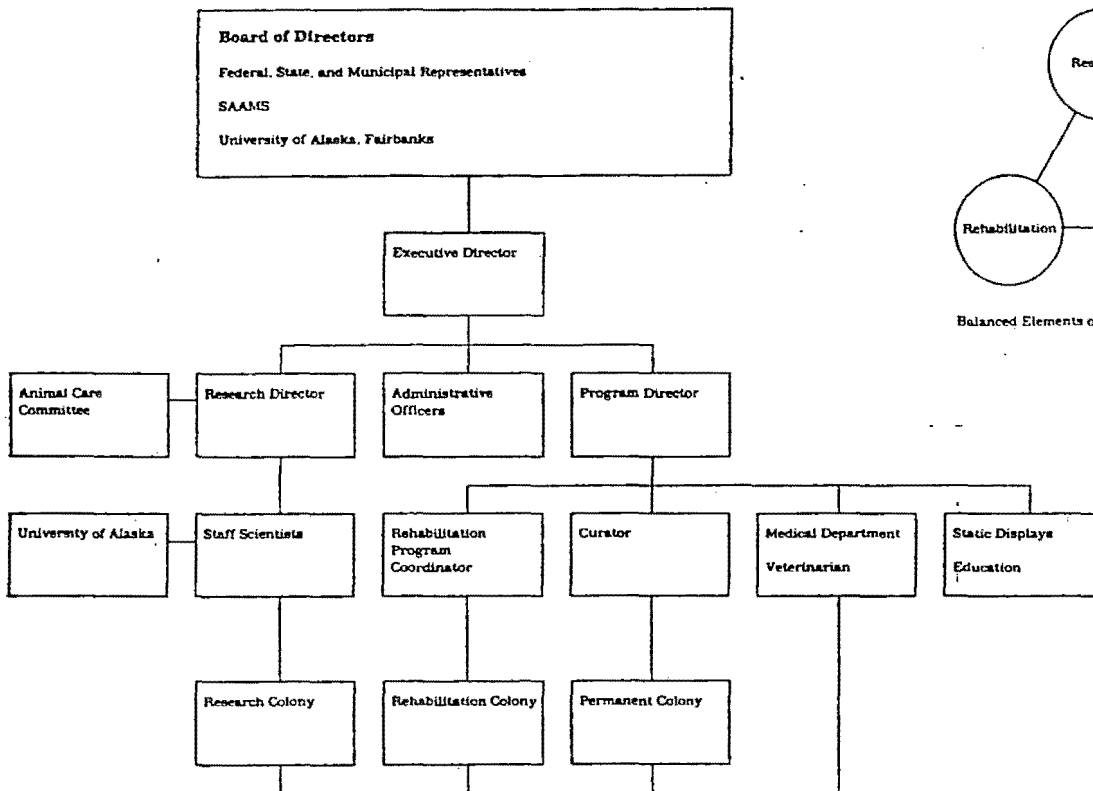 Board of Directors
Federal, State, and Municipal Representatives
SAAMS
University of Alaska, Fairbanks
Executive Director
Rehabilitation
Balanced Elements
Animal Care
Committee
Research Director
Administrative
Officers
Program Director
University of Alaska
Staff Scientists
Rehabilitation
Program
Coordinator
Curator
Medical Department
Veterinarian
Static Displays
Education
Research Colony
Rehabilitation Colony
Permanent Colony